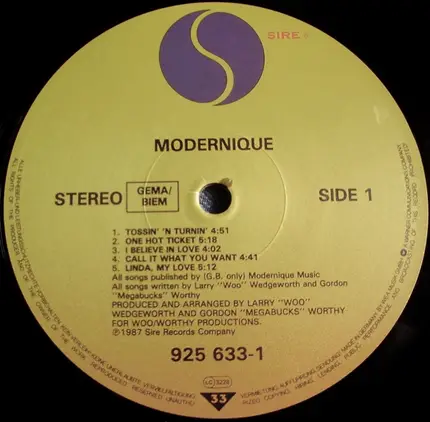 SIRE
MODERNIQUE
STEREO
GEMA/
BIEM
SIDE 1
1. TOSSIN' 'N TURNIN' 4:51
2. ONE HOT TICKET 5:18
3. I BELIEVE IN LOVE 4:02
4. CALL IT WHAT YOU WANT 4:41
5. LINDA, MY LOVE 5:12
All songs published by (G.B. only) Modernique Music
All songs written by Larry "Woo" Wedgeworth and Gordon
"Megabucks" Worthy
PRODUCED AND ARRANGED BY LARRY "WOO"
WEDGEWORTH AND GORDON "MEGABUCKS" WORTHY
FOR WOO/WORTHY PRODUCTIONS.
℗1987 Sire Records Company
925 633-1
LC 3228
33